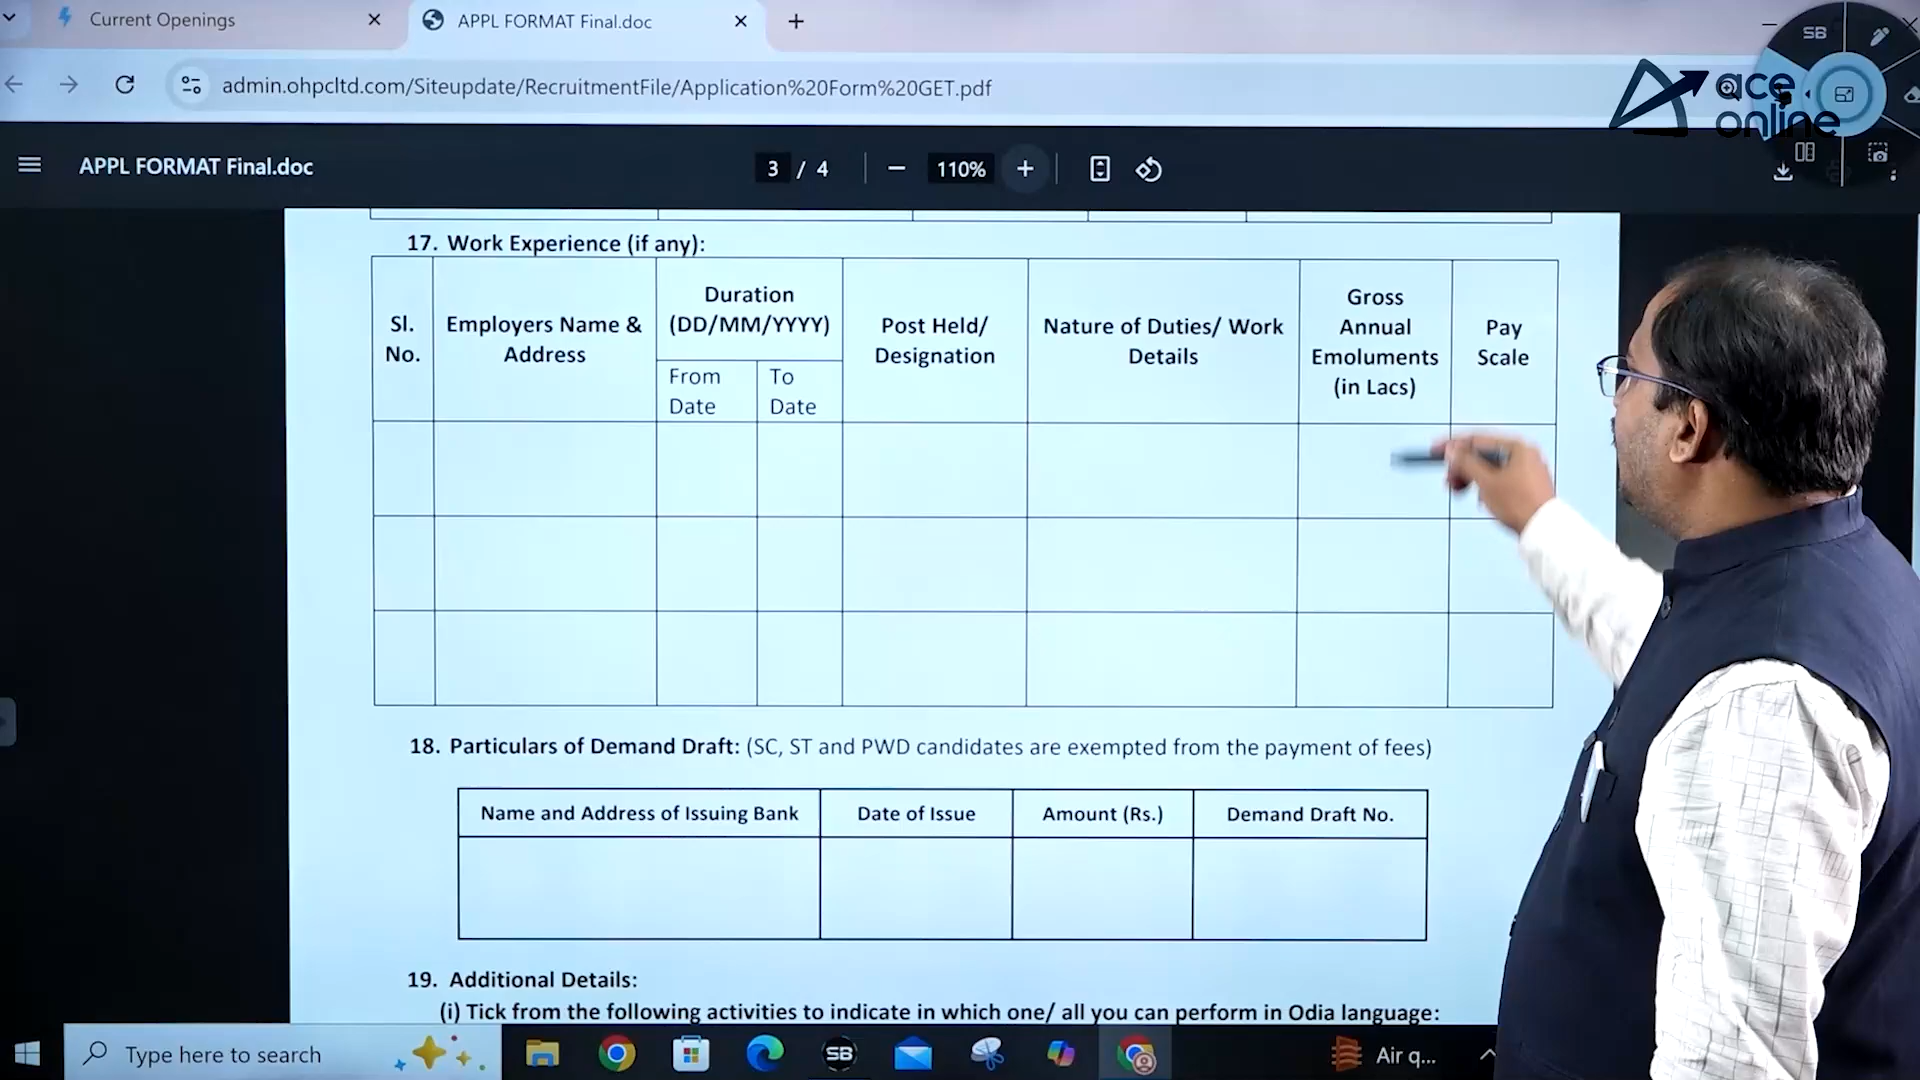 Current Openings
APPL FORMAT Final.doc
admin.ohpcltd.com/Siteupdate/RecruitmentFile/Application%20Form%20GET.pdf
SB
ace
online
APPL FORMAT Final.doc
3 / 4
110%
17. Work Experience (if any):
Sl. No.
Employers Name & Address
Duration (DD/MM/YYYY)
From Date
To Date
Post Held/ Designation
Nature of Duties/ Work Details
Gross Annual Emoluments (in Lacs)
Pay Scale
18. Particulars of Demand Draft: (SC, ST and PWD candidates are exempted from the payment of fees)
Name and Address of Issuing Bank
Date of Issue
Amount (Rs.)
Demand Draft No.
19. Additional Details:
(i) Tick from the following activities to indicate in which one/ all you can perform in Odia language:
Type here to search
SB
Air q...